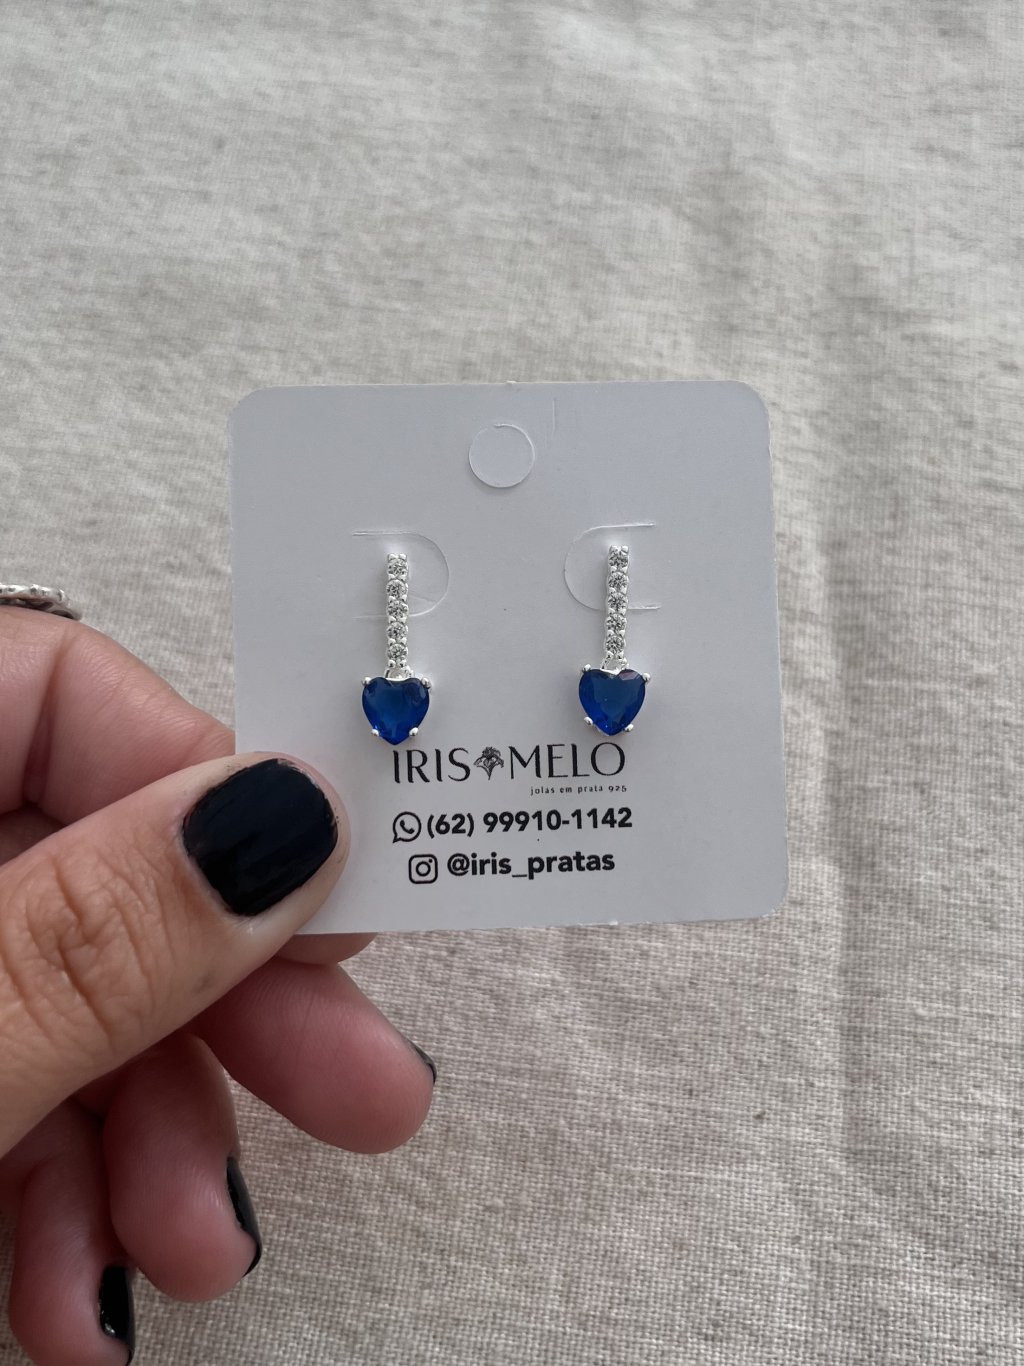 IRIS MELO
joias em prata 925
(62) 99910-1142
@iris_pratas